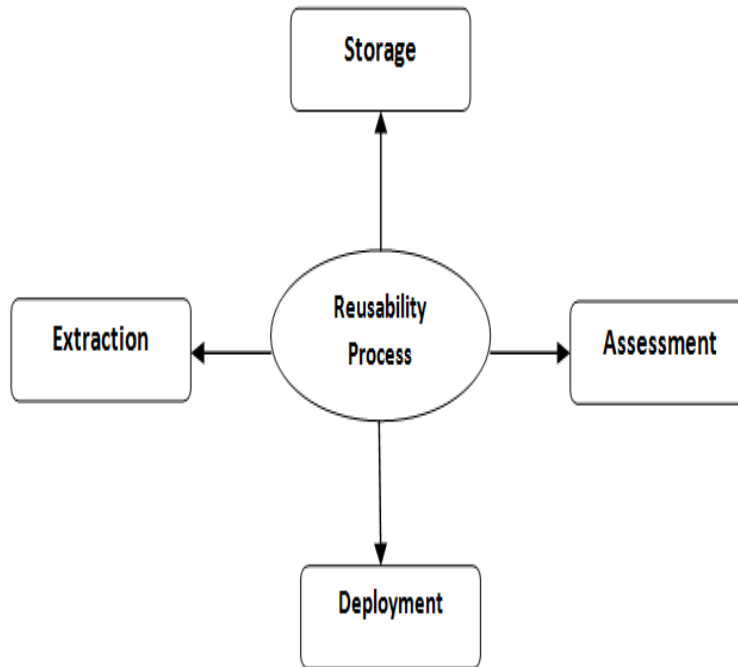 Storage
Extraction
Reusability
Process
Assessment
Deployment